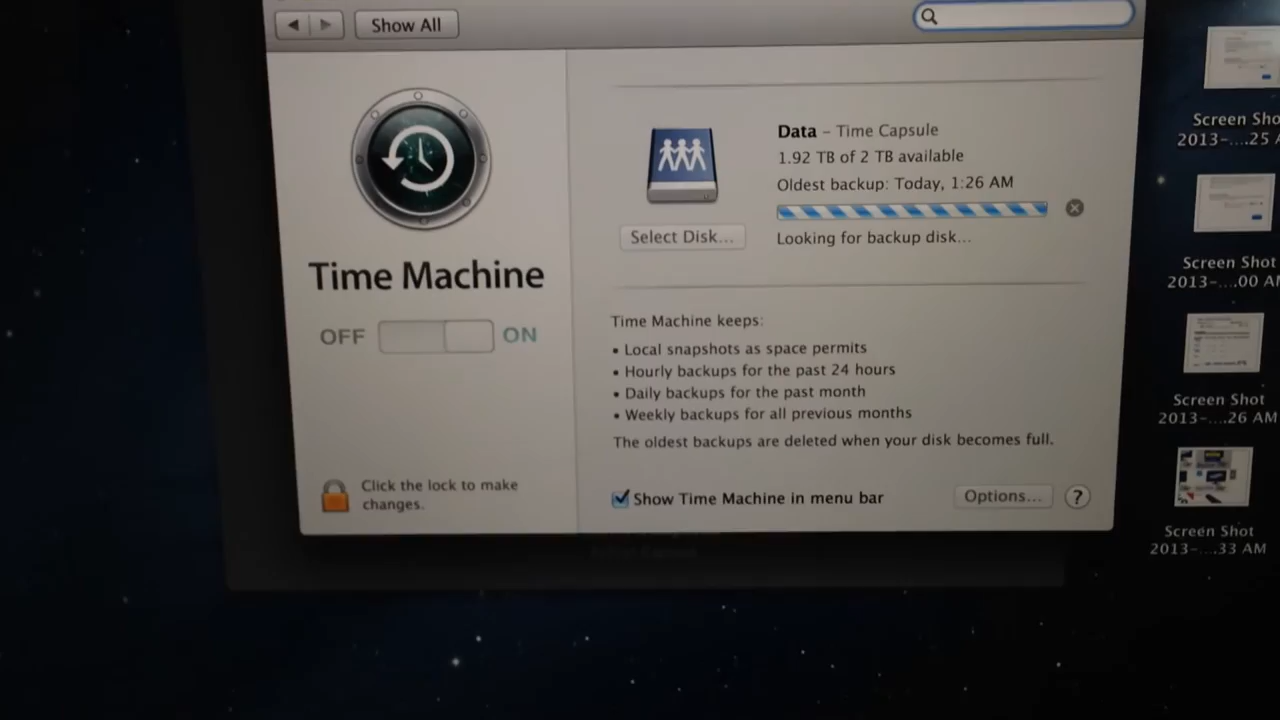 Show All
Data – Time Capsule
1.92 TB of 2 TB available
Oldest backup: Today, 1:26 AM
Looking for backup disk...
Select Disk...
Time Machine
OFF ON
Time Machine keeps:
• Local snapshots as space permits
• Hourly backups for the past 24 hours
• Daily backups for the past month
• Weekly backups for all previous months
The oldest backups are deleted when your disk becomes full.
Click the lock to make
changes.
Show Time Machine in menu bar
Options...
?
Screen Sho
2013-....25 A
Screen Shot
2013-....00 AM
Screen Shot
2013-....26 AM
Screen Shot
2013-....33 AM